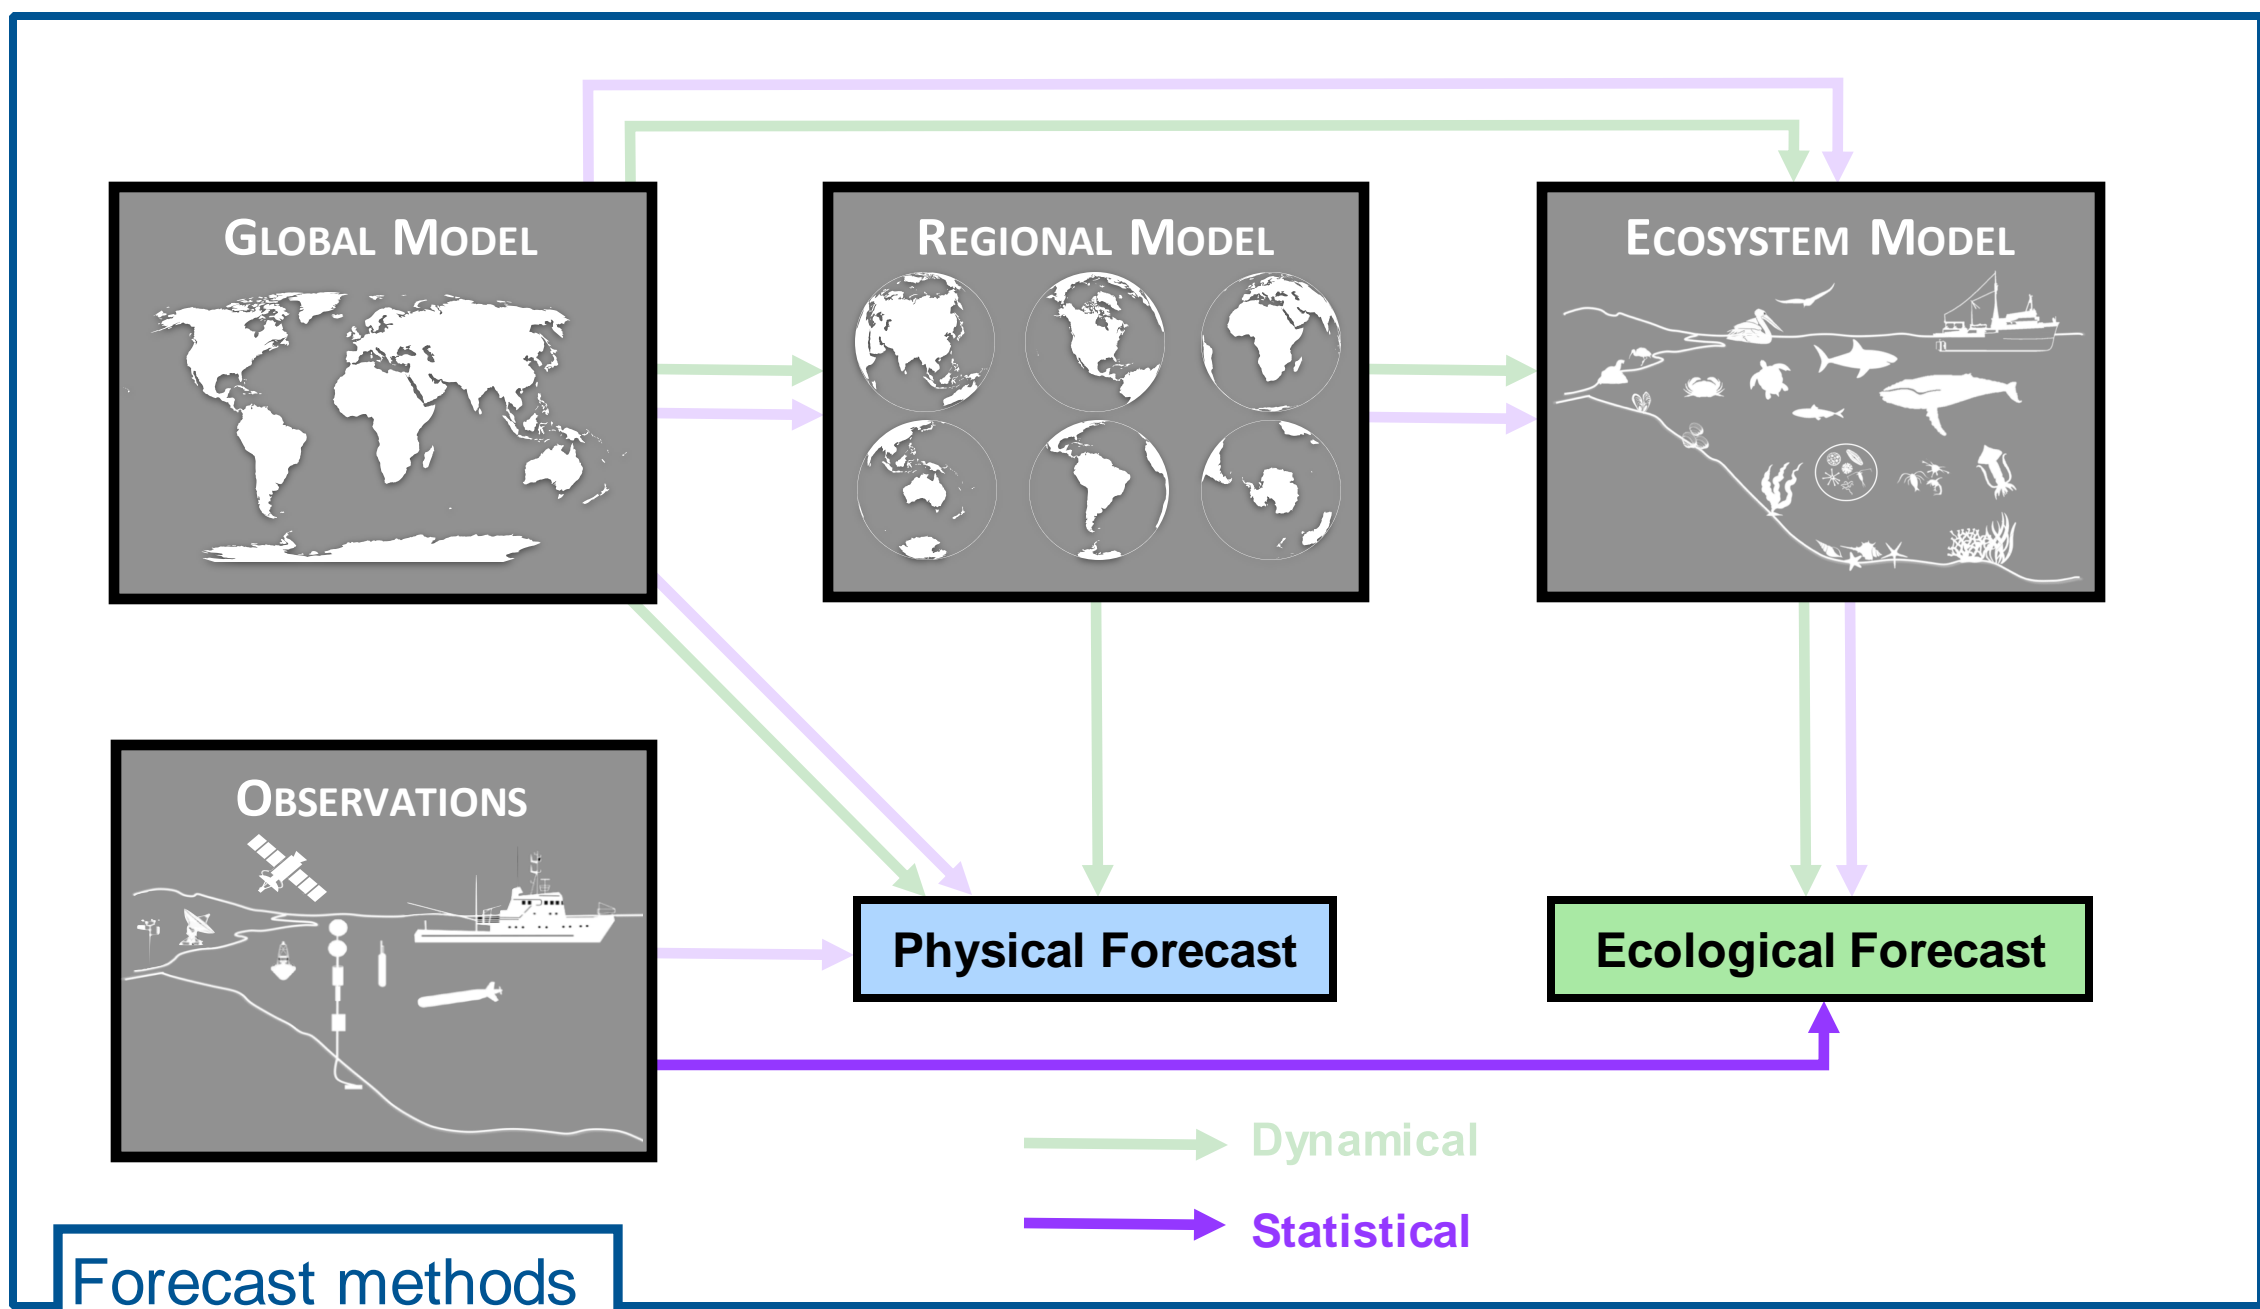 GLOBAL MODEL
REGIONAL MODEL
ECOSYSTEM MODEL
OBSERVATIONS
Physical Forecast
Ecological Forecast
Dynamical
Statistical
Forecast methods